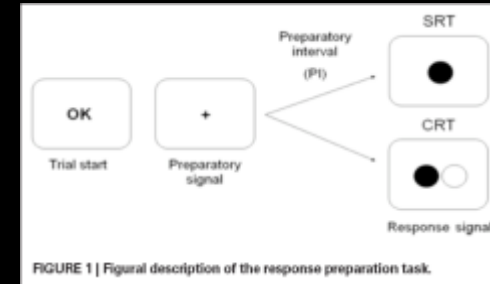 SRT
Preparatory
interval
(PI)
OK
+
CRT
Trial start
Preparatory
signal
Response signal
FIGURE 1 | Figural description of the response preparation task.